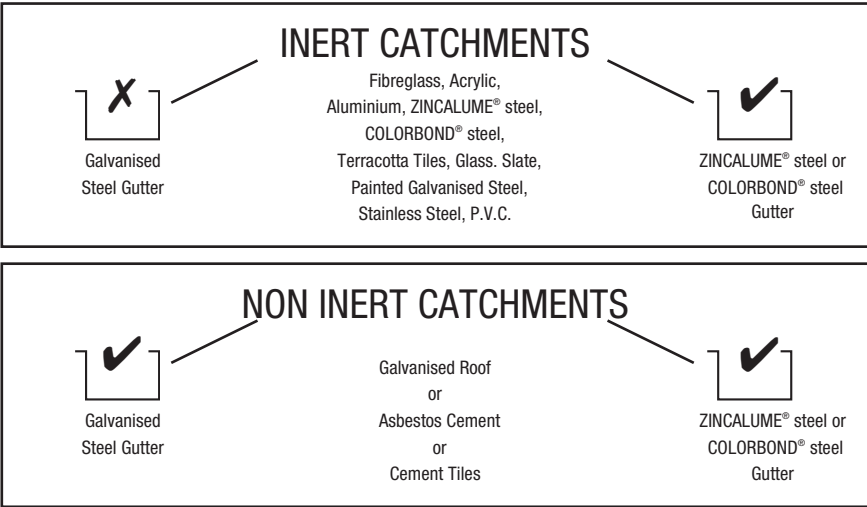 INERT CATCHMENTS
Galvanised
Steel Gutter
Fibreglass, Acrylic,
Aluminium, ZINCALUME® steel,
COLORBOND® steel,
Terracotta Tiles, Glass. Slate,
Painted Galvanised Steel,
Stainless Steel, P.V.C.
ZINCALUME® steel or
COLORBOND® steel
Gutter
NON INERT CATCHMENTS
Galvanised
Steel Gutter
Galvanised Roof
or
Asbestos Cement
or
Cement Tiles
ZINCALUME® steel or
COLORBOND® steel
Gutter